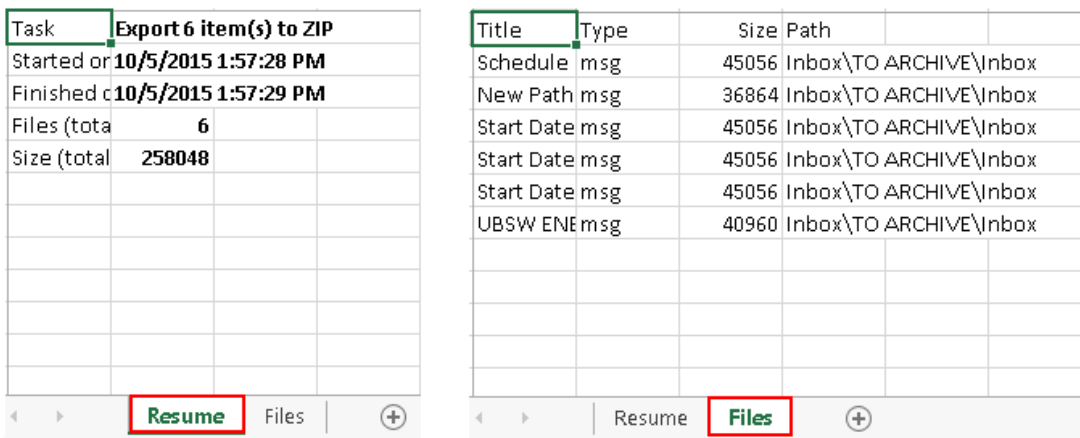 Task Export 6 item(s) to ZIP
Started or 10/5/2015 1:57:28 PM
Finished c 10/5/2015 1:57:29 PM
Files (tota 6
Size (total 258048
Resume Files
Title Type Size Path
Schedule msg 45056 Inbox\TO ARCHIVE\Inbox
New Path msg 36864 Inbox\TO ARCHIVE\Inbox
Start Date msg 45056 Inbox\TO ARCHIVE\Inbox
Start Date msg 45056 Inbox\TO ARCHIVE\Inbox
Start Date msg 45056 Inbox\TO ARCHIVE\Inbox
UBSW ENE msg 40960 Inbox\TO ARCHIVE\Inbox
Resume Files